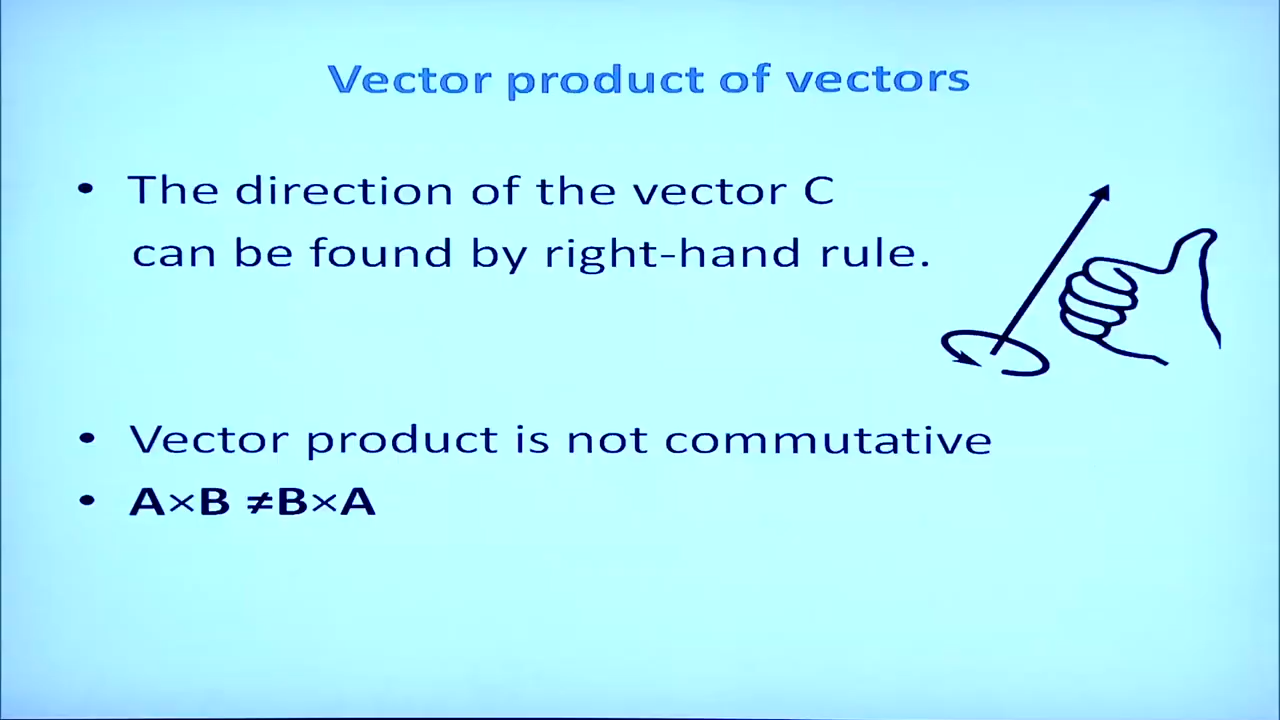 Vector product of vectors
• The direction of the vector C
can be found by right-hand rule.
• Vector product is not commutative
• A×B ≠B×A